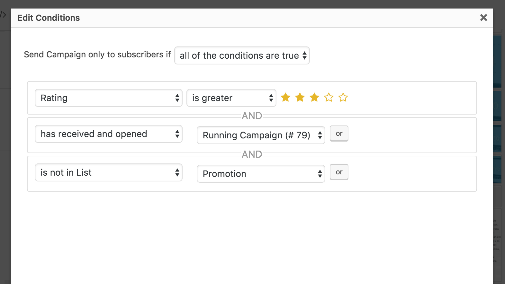 Edit Conditions ×
Send Campaign only to subscribers if all of the conditions are true
Rating is greater
AND
has received and opened Running Campaign (# 79) or
AND
is not in List Promotion or